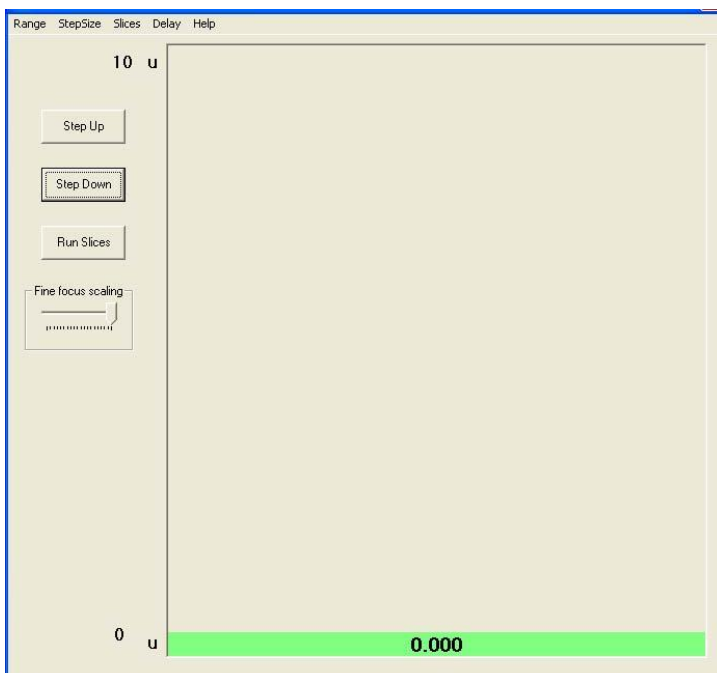 Range StepSize Slices Delay Help
10 u
Step Up
Step Down
Run Slices
Fine focus scaling
0 u
0.000